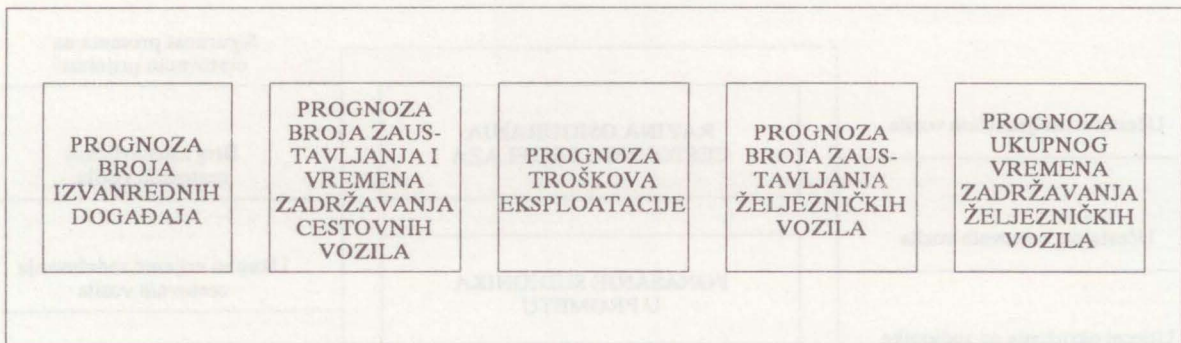 PROGNOZA
BROJA
IZVANREDNIH
DOGAĐAJA
PROGNOZA
BROJA ZAUS-
TAVLJANJA I
VREMENA
ZADRŽAVANJA
CESTOVNIH
VOZILA
PROGNOZA
TROŠKOVA
EKSPLOATACIJE
PROGNOZA
BROJA ZAUS-
TAVLJANJA
ŽELJEZNIČKIH
VOZILA
PROGNOZA
UKUPNOG
VREMENA
ZADRŽAVANJA
ŽELJEZNIČKIH
VOZILA